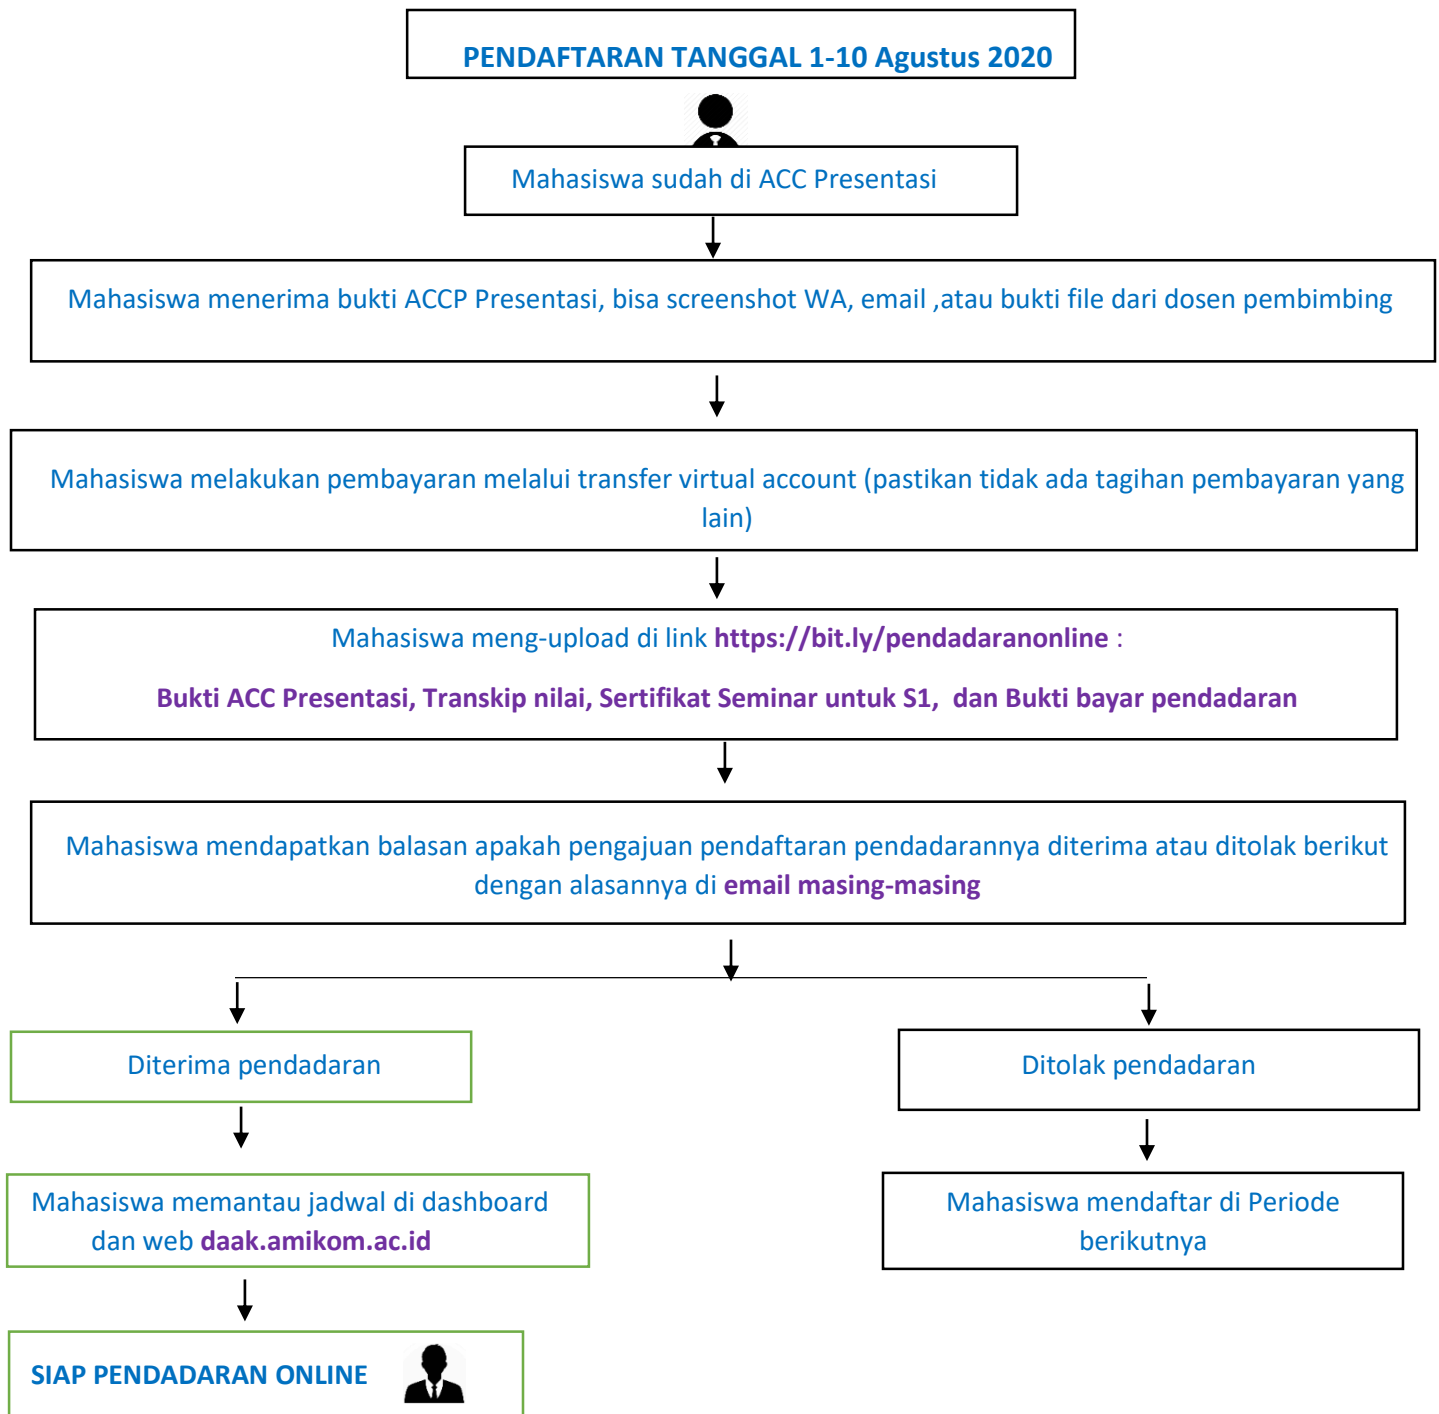 PENDAFTARAN TANGGAL 1-10 Agustus 2020
Mahasiswa sudah di ACC Presentasi
Mahasiswa menerima bukti ACCP Presentasi, bisa screenshot WA, email ,atau bukti file dari dosen pembimbing
Mahasiswa melakukan pembayaran melalui transfer virtual account (pastikan tidak ada tagihan pembayaran yang
lain)
Mahasiswa meng-upload di link https://bit.ly/pendadaranonline :
Bukti ACC Presentasi, Transkip nilai, Sertifikat Seminar untuk S1, dan Bukti bayar pendadaran
Mahasiswa mendapatkan balasan apakah pengajuan pendaftaran pendadarannya diterima atau ditolak berikut
dengan alasannya di email masing-masing
Diterima pendadaran
Ditolak pendadaran
Mahasiswa memantau jadwal di dashboard
dan web daak.amikom.ac.id
Mahasiswa mendaftar di Periode
berikutnya
SIAP PENDADARAN ONLINE